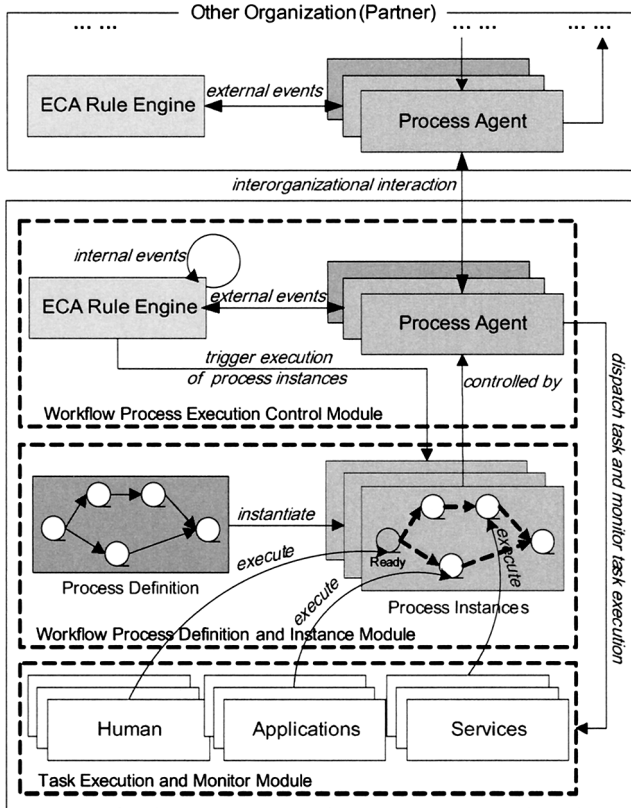 Other Organization(Partner)
... ...
... ...
... ...
ECA Rule Engine
external events
Process Agent
interorganizational interaction
internal events
ECA Rule Engine
external events
Process Agent
trigger execution
of process instances
controlled by
Workflow Process Execution Control Module
dispatch task and monitor task execution
instantiate
execute
Ready
execute
execute
Process Definition
Process Instances
Workflow Process Definition and Instance Module
Human
Applications
Services
Task Execution and Monitor Module